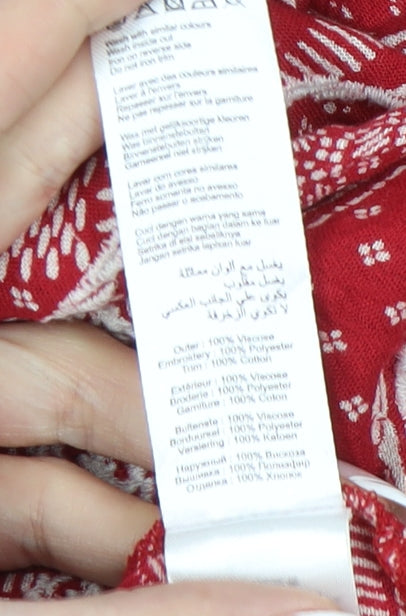 Wash with similar colours
Wash inside out
Iron on reverse side
Do not iron trim
Laver avec des couleurs similaires
Laver à l'envers
Repasser sur l'envers
Ne pas repasser sur la garniture
Was met gelijksoortige kleuren
Was binnenstebuiten
Binnenstebuiten strijken
Garneersel niet strijken
Lavar com cores similares
Lavar do avesso
Ferro somente no avesso
Não passar o acabamento
Cuci dengan warna yang sama
Cuci dengan bagian dalam ke luar
Setrika di sisi sebaliknya
Jangan setrika lapisan luar
يغسل مع ألوان مماثلة
يغسل مقلوب
يكوى على الجانب العكسي
لا تكوى الزخرفة
Outer : 100% Viscose
Embroidery : 100% Polyester
Trim : 100% Cotton
Extérieur : 100% Viscose
Broderie : 100% Polyester
Garniture : 100% Coton
Buitenste : 100% Viscose
Borduursel : 100% Polyester
Versiering : 100% Katoen
Наружный : 100% Вискоза
Вышивка : 100% Полиэфир
Отделка : 100% Хлопок